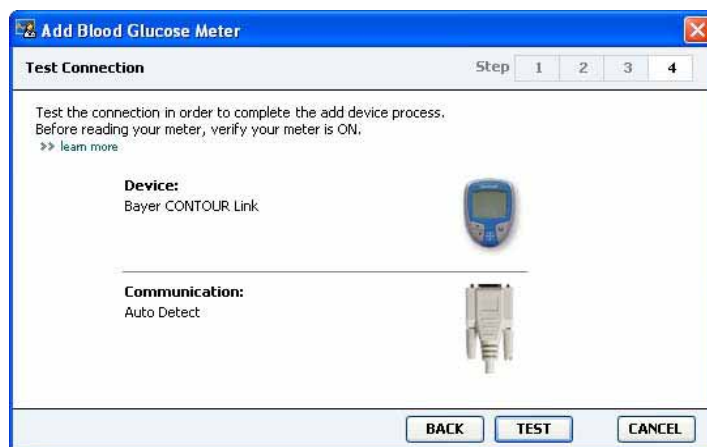 Add Blood Glucose Meter
Test Connection
Step 1 2 3 4
Test the connection in order to complete the add device process.
Before reading your meter, verify your meter is ON.
>> learn more
Device:
Bayer CONTOUR Link
Communication:
Auto Detect
BACK TEST CANCEL